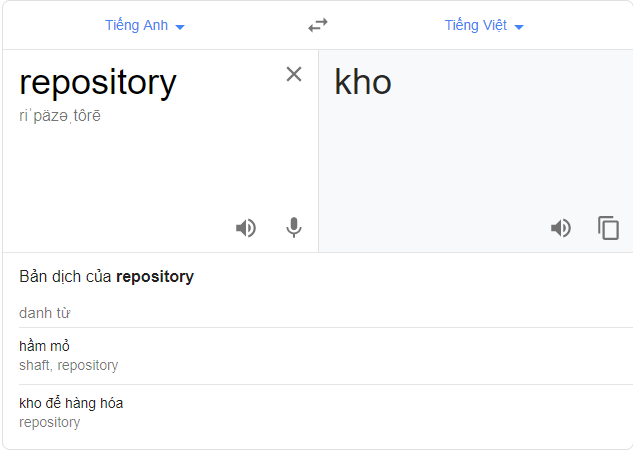 Tiếng Anh
Tiếng Việt
repository
riˈpäzəˌtôrē
kho
Bản dịch của repository
danh từ
hầm mỏ
shaft, repository
kho để hàng hóa
repository